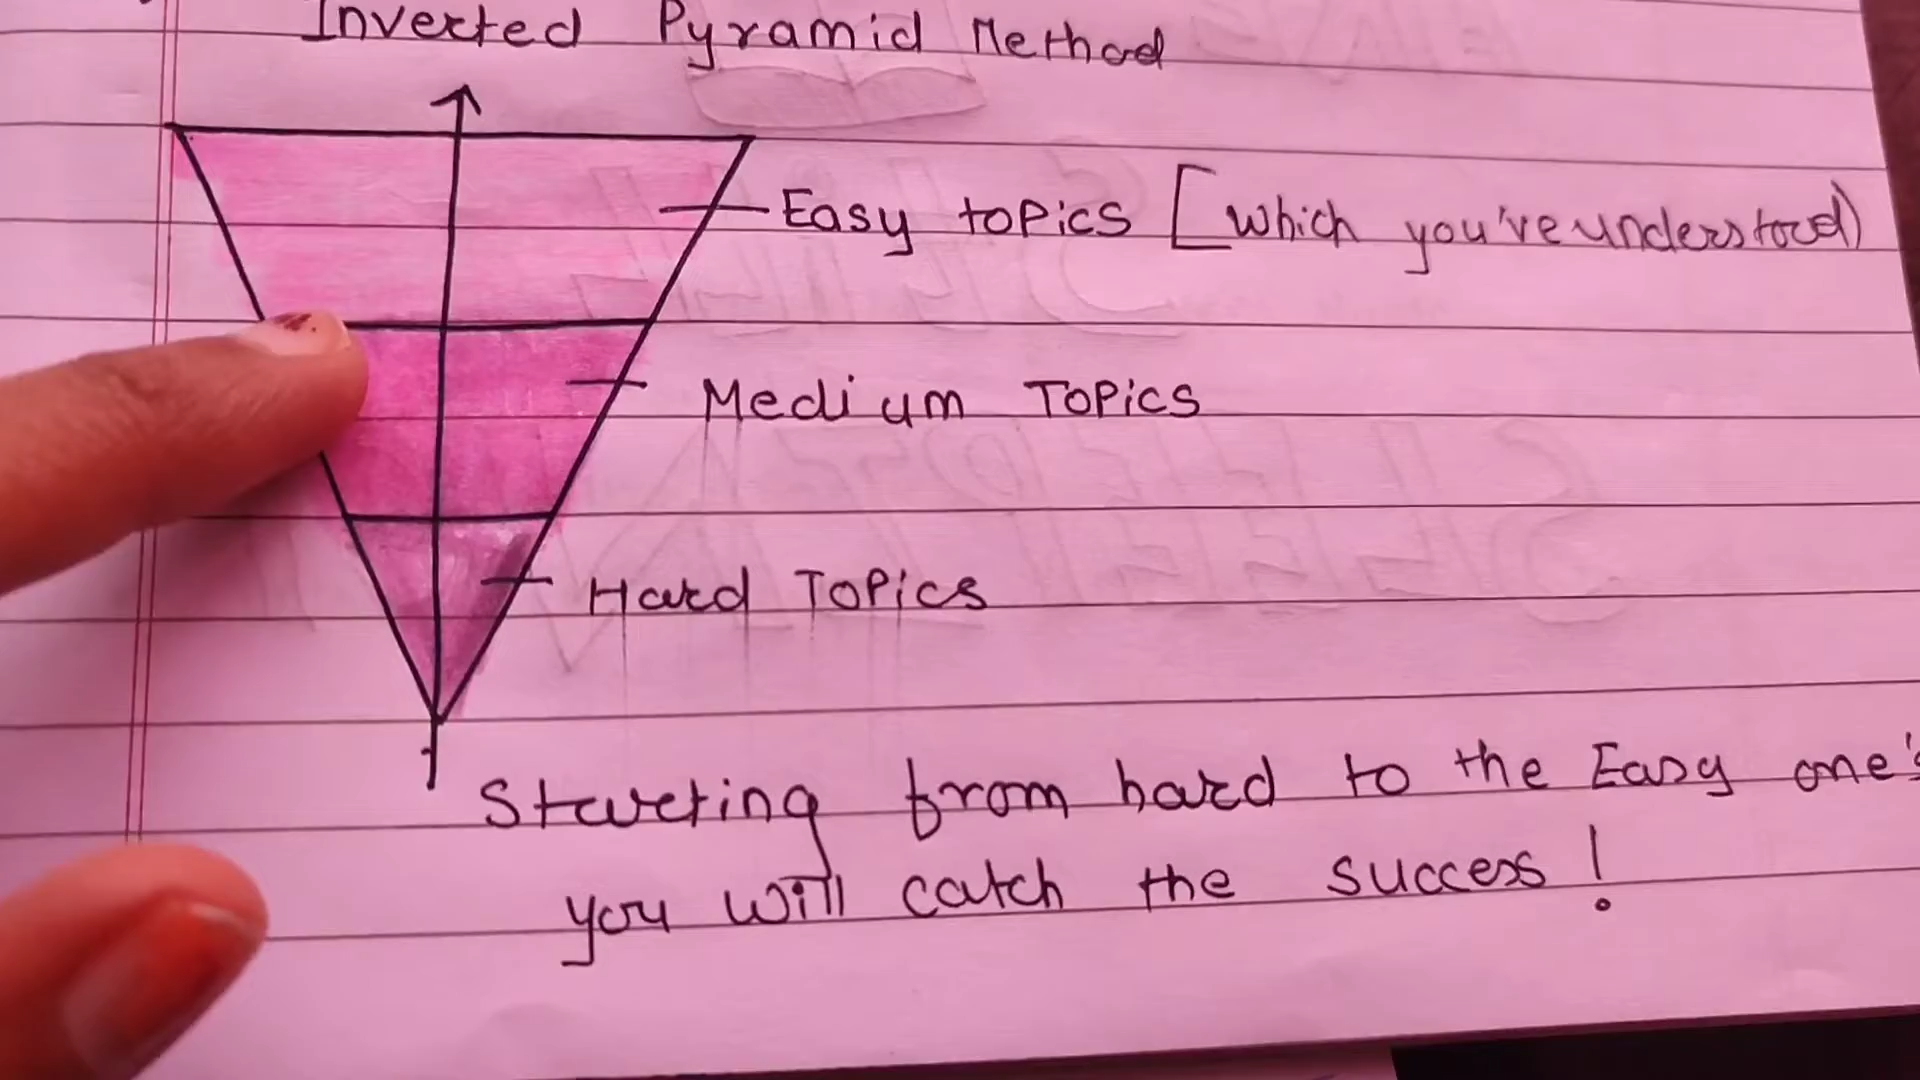 Inverted Pyramid Method
Easy topics [which you've understood)
Medium Topics
Hard Topics
Starting from hard to the Easy one's
you will catch the success!